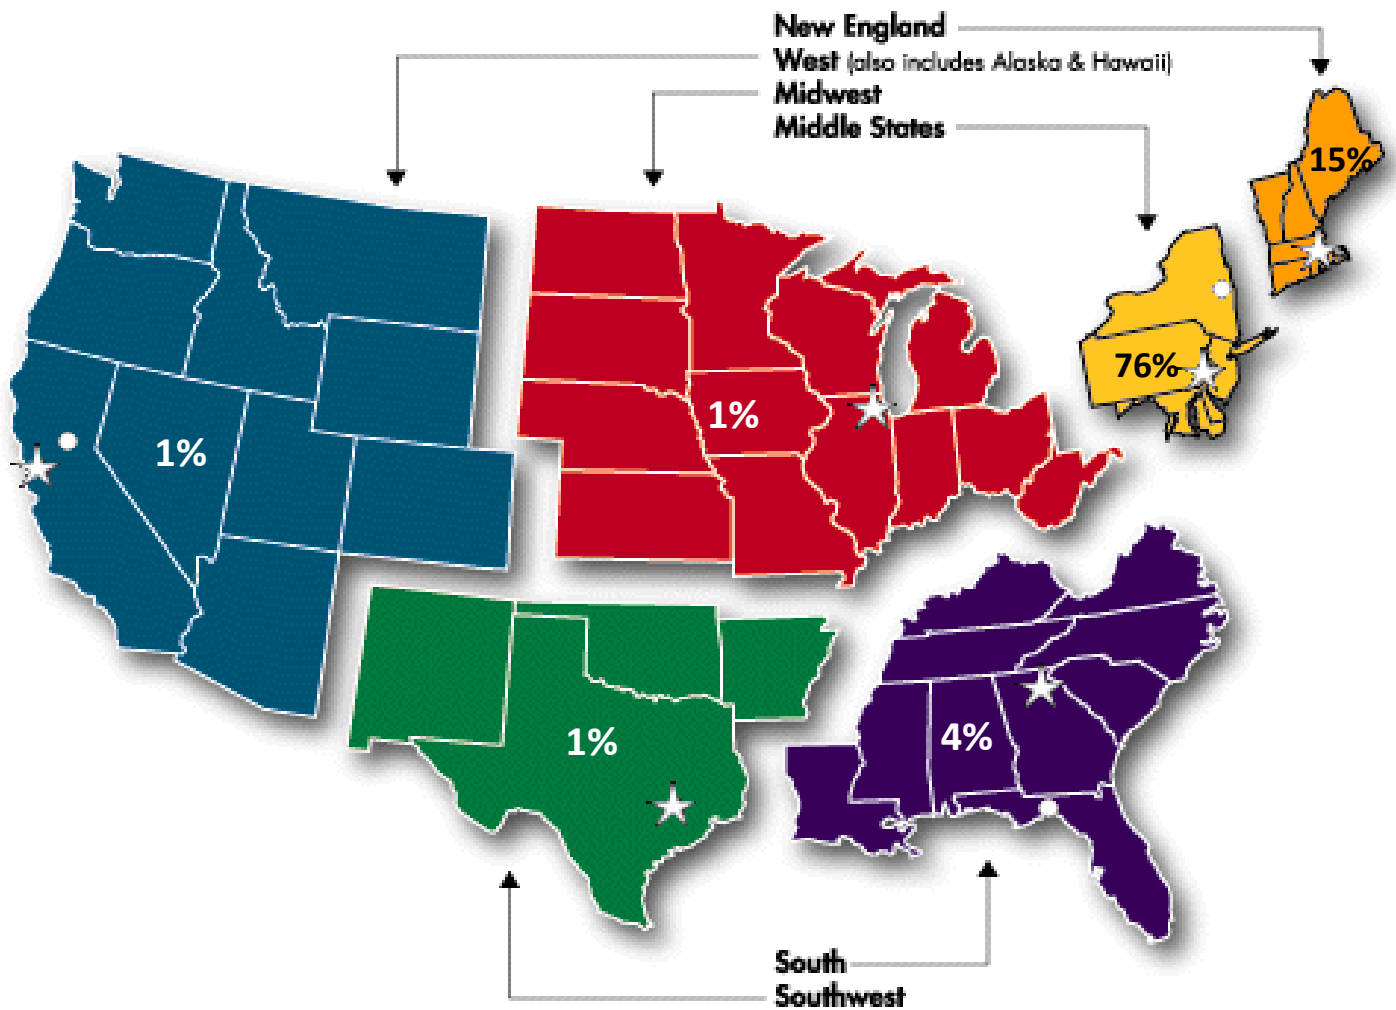 New England
West (also includes Alaska & Hawaii)
Midwest
Middle States
15%
76%
1%
1%
1%
4%
South
Southwest